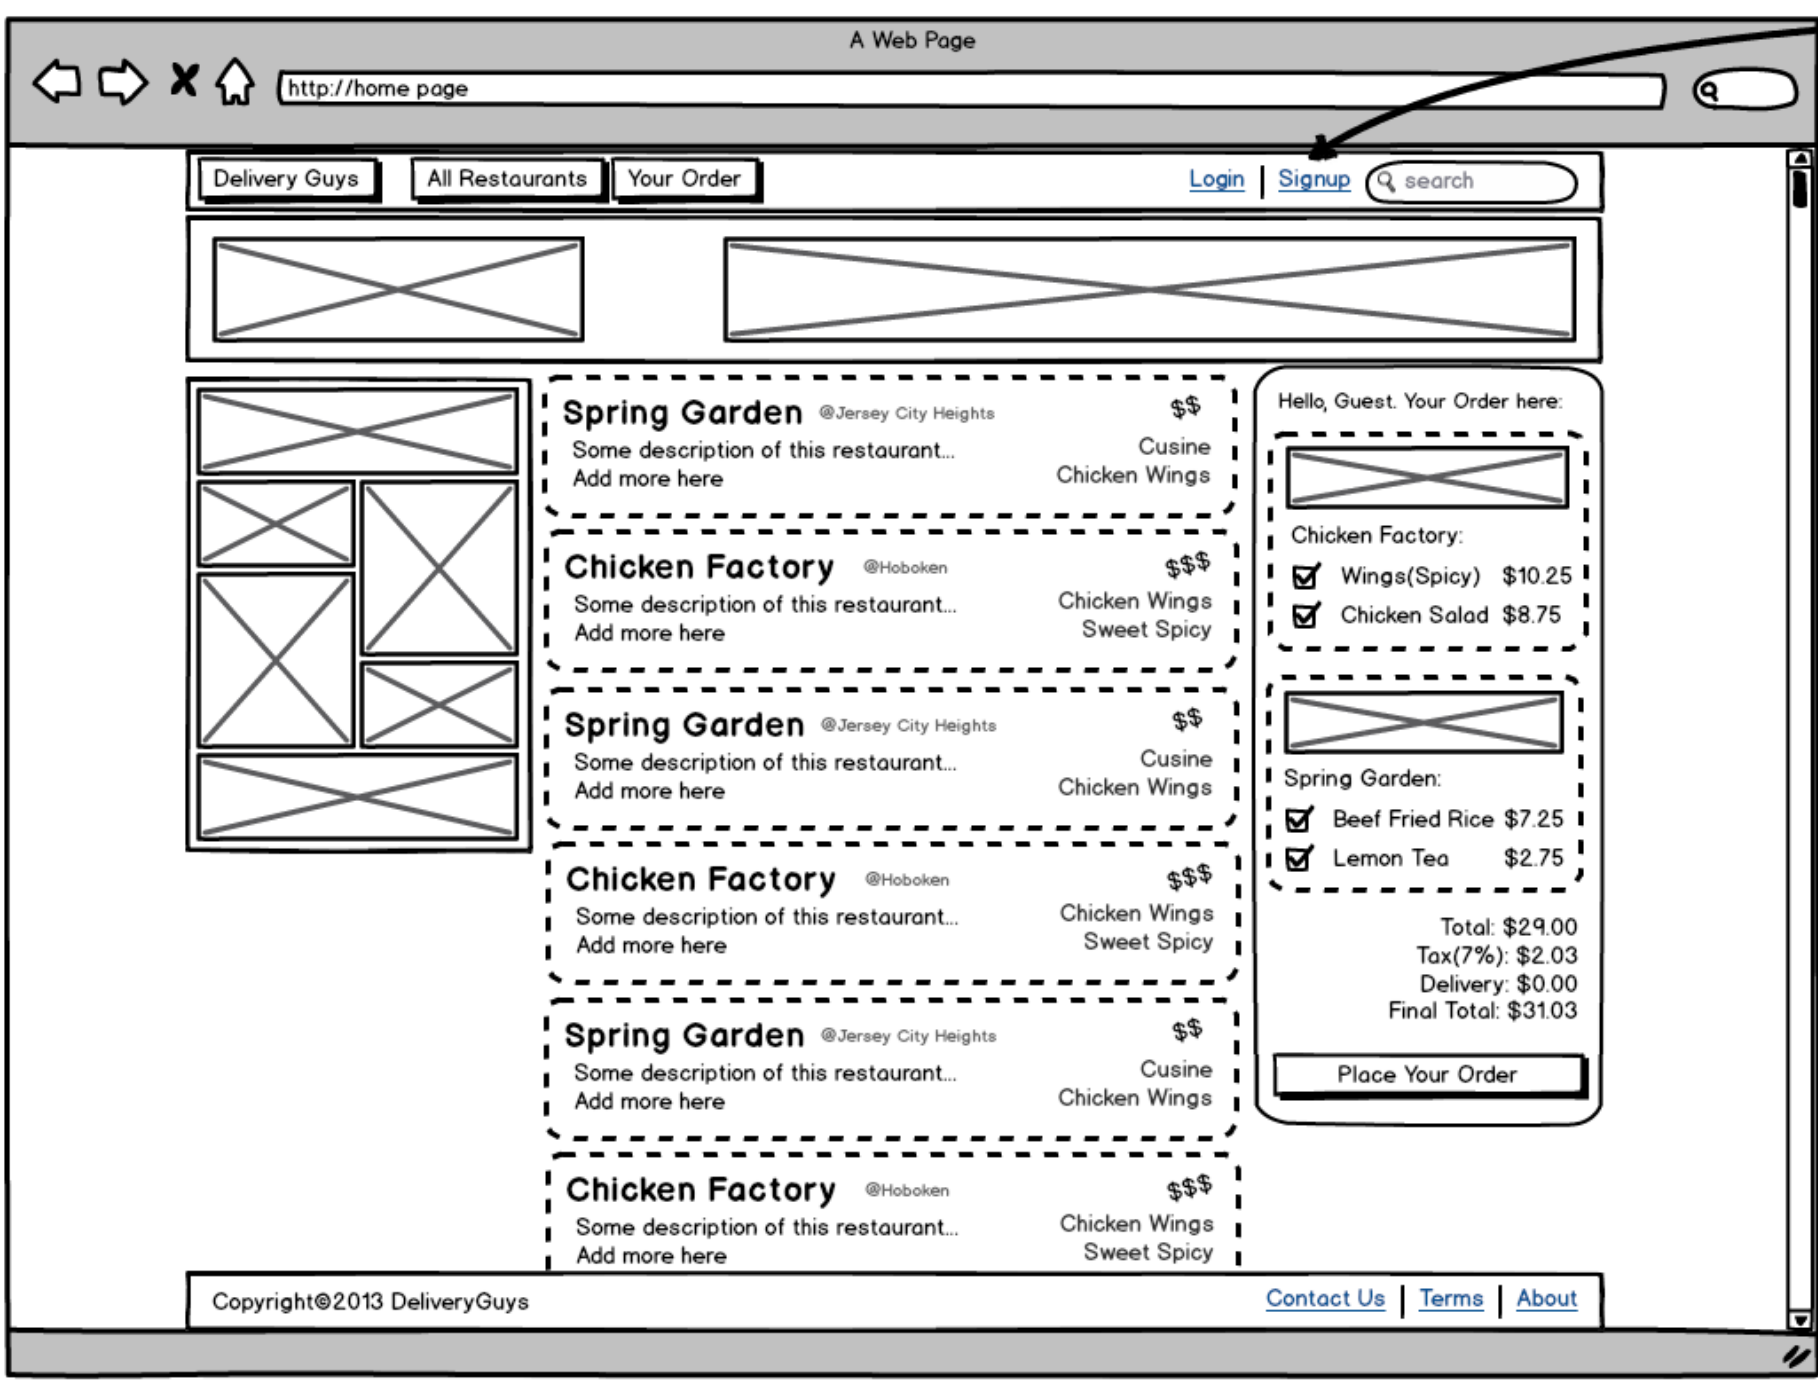 A Web Page
http://home page
Delivery Guys
All Restaurants
Your Order
Login
Signup
search
Spring Garden @Jersey City Heights $$
Some description of this restaurant...
Add more here
Cusine
Chicken Wings
Chicken Factory @Hoboken $$$
Some description of this restaurant...
Add more here
Chicken Wings
Sweet Spicy
Spring Garden @Jersey City Heights $$
Some description of this restaurant...
Add more here
Cusine
Chicken Wings
Chicken Factory @Hoboken $$$
Some description of this restaurant...
Add more here
Chicken Wings
Sweet Spicy
Spring Garden @Jersey City Heights $$
Some description of this restaurant...
Add more here
Cusine
Chicken Wings
Chicken Factory @Hoboken $$$
Some description of this restaurant...
Add more here
Chicken Wings
Sweet Spicy
Hello, Guest. Your Order here:
Chicken Factory:
Wings(Spicy) $10.25
Chicken Salad $8.75
Spring Garden:
Beef Fried Rice $7.25
Lemon Tea $2.75
Total: $29.00
Tax(7%): $2.03
Delivery: $0.00
Final Total: $31.03
Place Your Order
Copyright©2013 DeliveryGuys
Contact Us
Terms
About